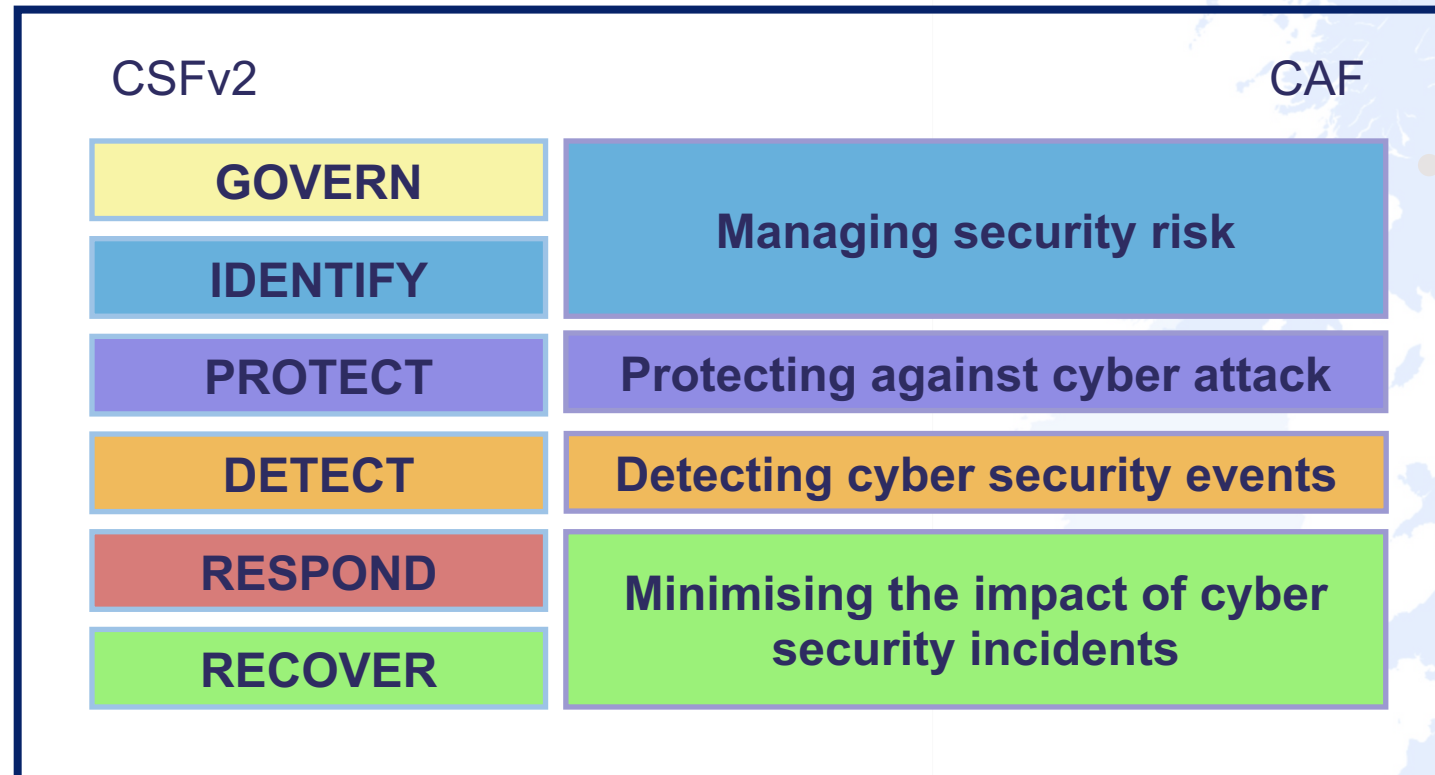 CSFv2
CAF
GOVERN
Managing security risk
IDENTIFY
PROTECT
Protecting against cyber attack
DETECT
Detecting cyber security events
RESPOND
Minimising the impact of cyber
security incidents
RECOVER